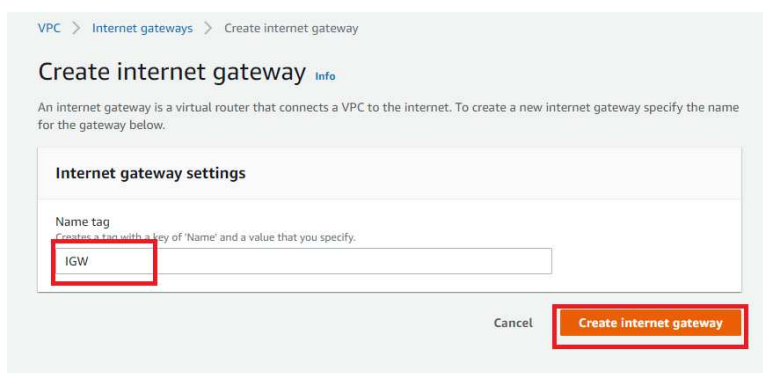 VPC > Internet gateways > Create internet gateway
Create internet gateway Info
An internet gateway is a virtual router that connects a VPC to the internet. To create a new internet gateway specify the name
for the gateway below.
Internet gateway settings
Name tag
Creates a tag with a key of 'Name' and a value that you specify.
IGW
Cancel Create internet gateway